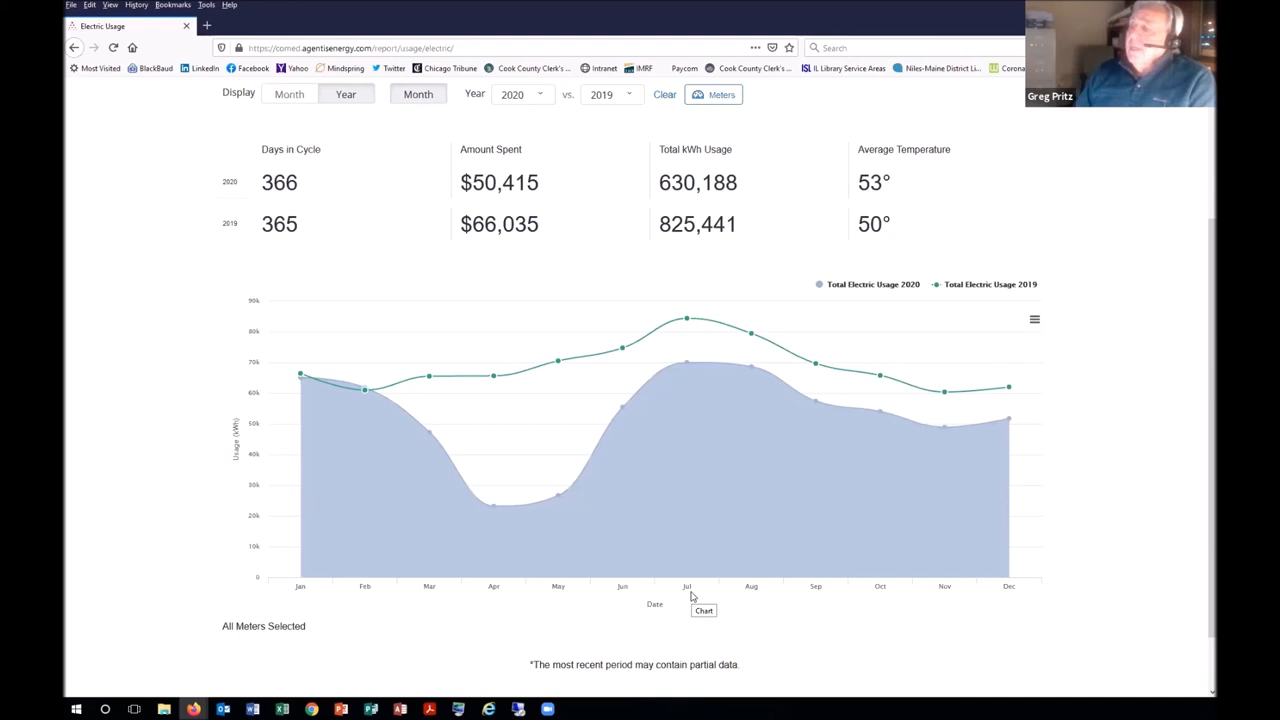 File Edit View History Bookmarks Tools Help
Electric Usage
https://comed.agentisenergy.com/report/usage/electric/
Search
Most Visited BlackBaud LinkedIn Facebook Yahoo Mindspring Twitter Chicago Tribune Cook County Clerk's ... Intranet IMRF Paycom Cook County Clerk's ... IL Library Service Areas Niles-Maine District Li... Corona
Greg Pritz
Display Month Year Month Year 2020 vs. 2019 Clear Meters
Days in Cycle Amount Spent Total kWh Usage Average Temperature
2020 366 $50,415 630,188 53°
2019 365 $66,035 825,441 50°
Total Electric Usage 2020 Total Electric Usage 2019
90k
80k
70k
60k
50k
40k
30k
20k
10k
0
Usage (kWh)
Jan Feb Mar Apr May Jun Jul Aug Sep Oct Nov Dec
Date
Chart
All Meters Selected
*The most recent period may contain partial data.